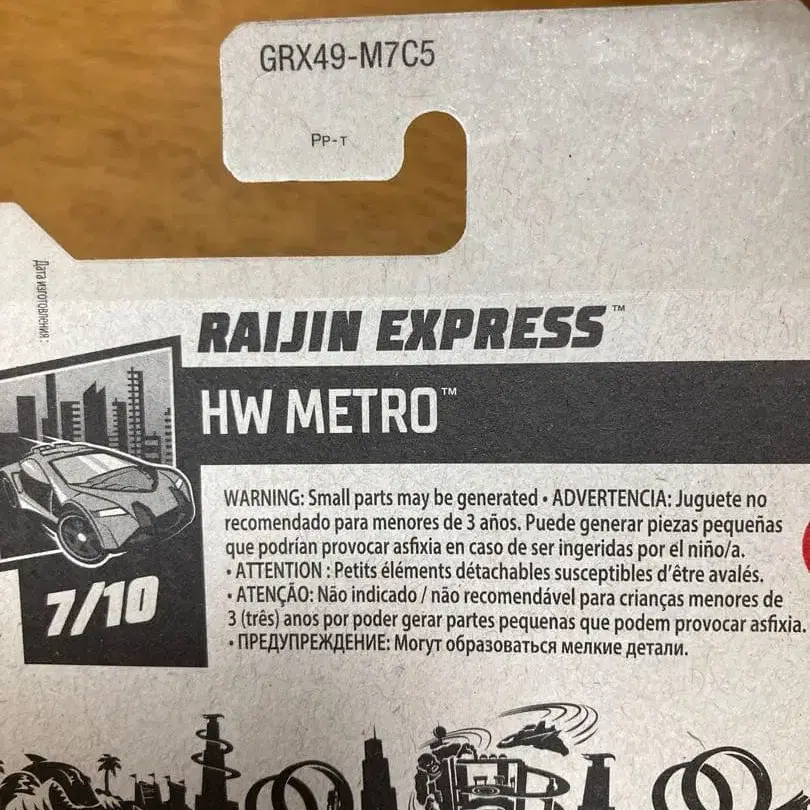 GRX49-M7C5
Pp-т
Дата изготовления:
RAIJIN EXPRESS™
HW METRO™
7/10
WARNING: Small parts may be generated • ADVERTENCIA: Juguete no
recomendado para menores de 3 años. Puede generar piezas pequeñas
que podrían provocar asfixia en caso de ser ingeridas por el niño/a.
• ATTENTION : Petits éléments détachables susceptibles d'être avalés.
• ATENÇÃO: Não indicado / não recomendável para crianças menores de
3 (três) anos por poder gerar partes pequenas que podem provocar asfixia.
• ПРЕДУПРЕЖДЕНИЕ: Могут образоваться мелкие детали.